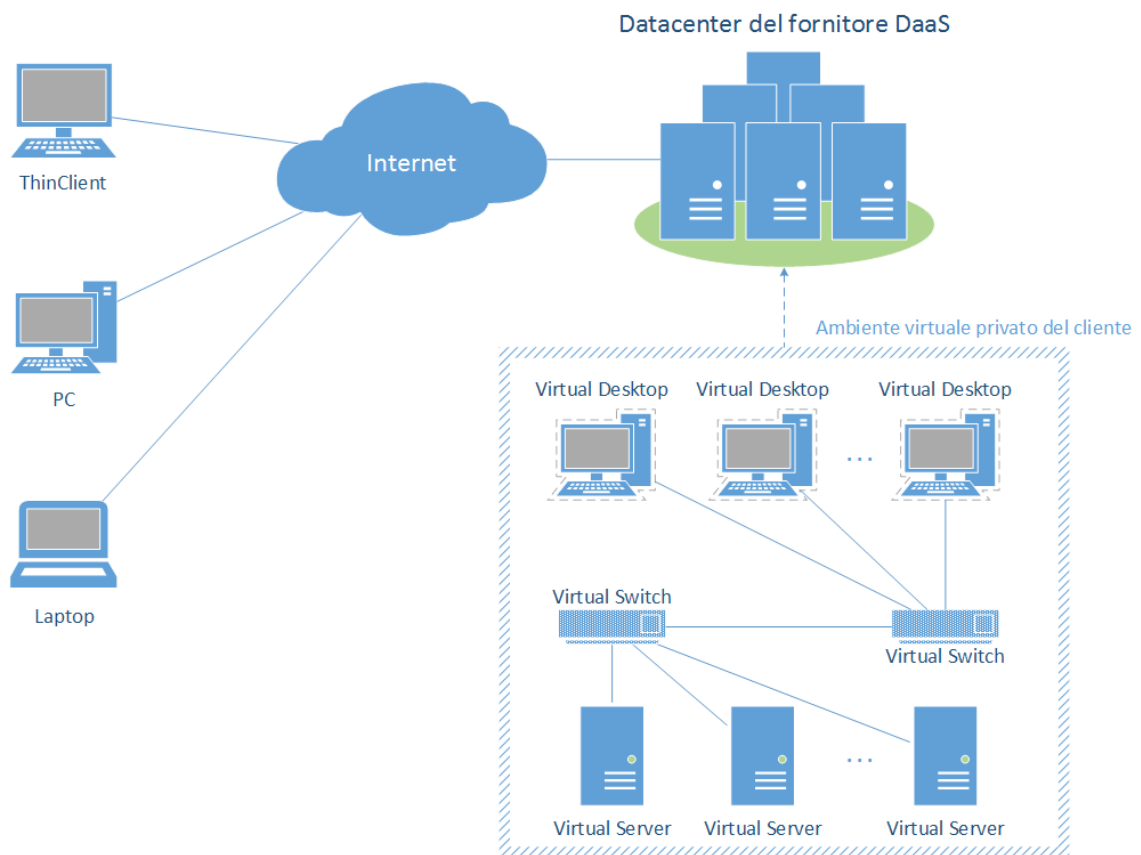 Datacenter del fornitore DaaS
ThinClient
Internet
PC
Laptop
Ambiente virtuale privato del cliente
Virtual Desktop
Virtual Desktop
Virtual Desktop
...
Virtual Switch
Virtual Switch
...
Virtual Server
Virtual Server
Virtual Server